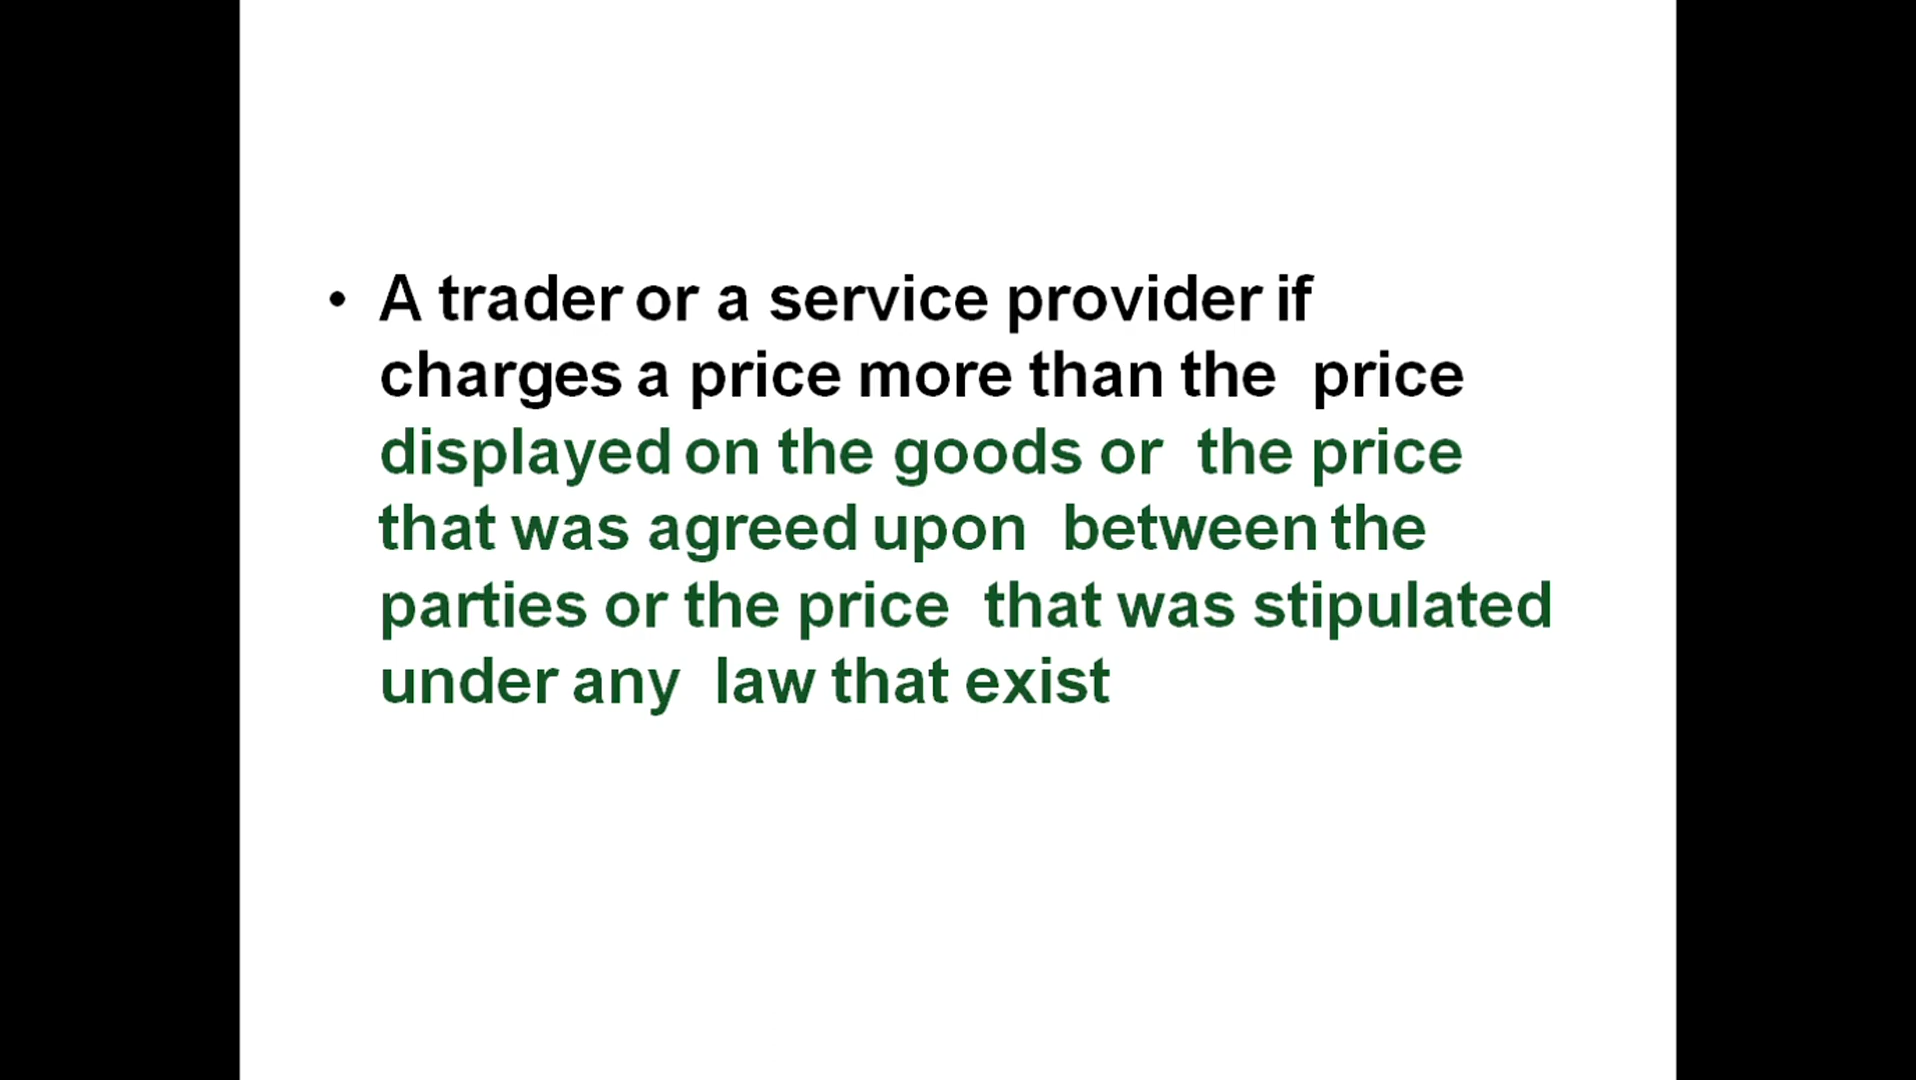 • A trader or a service provider if
charges a price more than the price
displayed on the goods or the price
that was agreed upon between the
parties or the price that was stipulated
under any law that exist